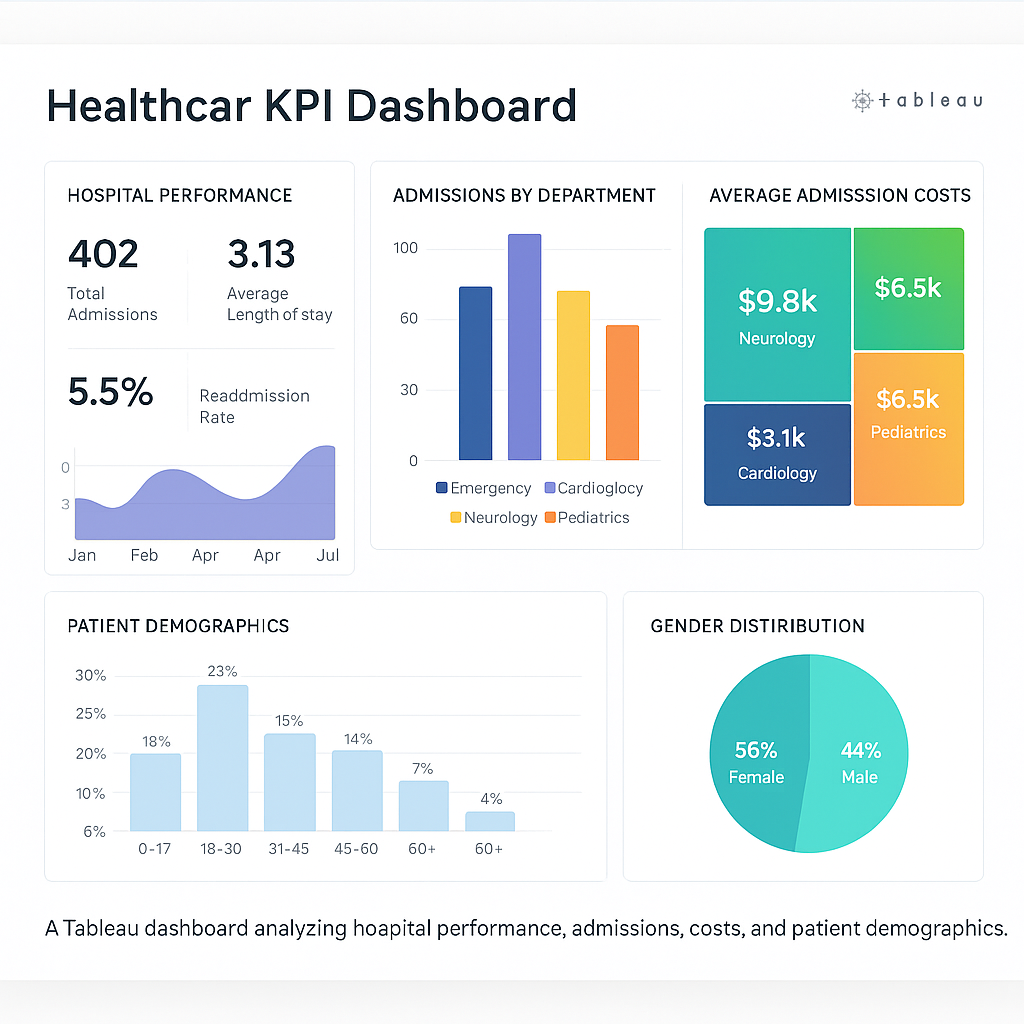 Healthcar KPI Dashboard
tableau
HOSPITAL PERFORMANCE
402
Total
Admissions
3.13
Average
Length of stay
5.5%
Readdmission
Rate
0
3
Jan Feb Apr Apr Jul
ADMISSIONS BY DEPARTMENT
100
60
30
0
Emergency Cardioglocy
Neurology Pediatrics
AVERAGE ADMISSSION COSTS
$9.8k
Neurology
$6.5k
$3.1k
Cardiology
$6.5k
Pediatrics
PATIENT DEMOGRAPHICS
30%
25%
20%
10%
6%
18%
23%
15%
14%
7%
4%
0-17 18-30 31-45 45-60 60+ 60+
GENDER DISTIRIBUTION
56%
Female
44%
Male
A Tableau dashboard analyzing hoapital performance, admissions, costs, and patient demographics.